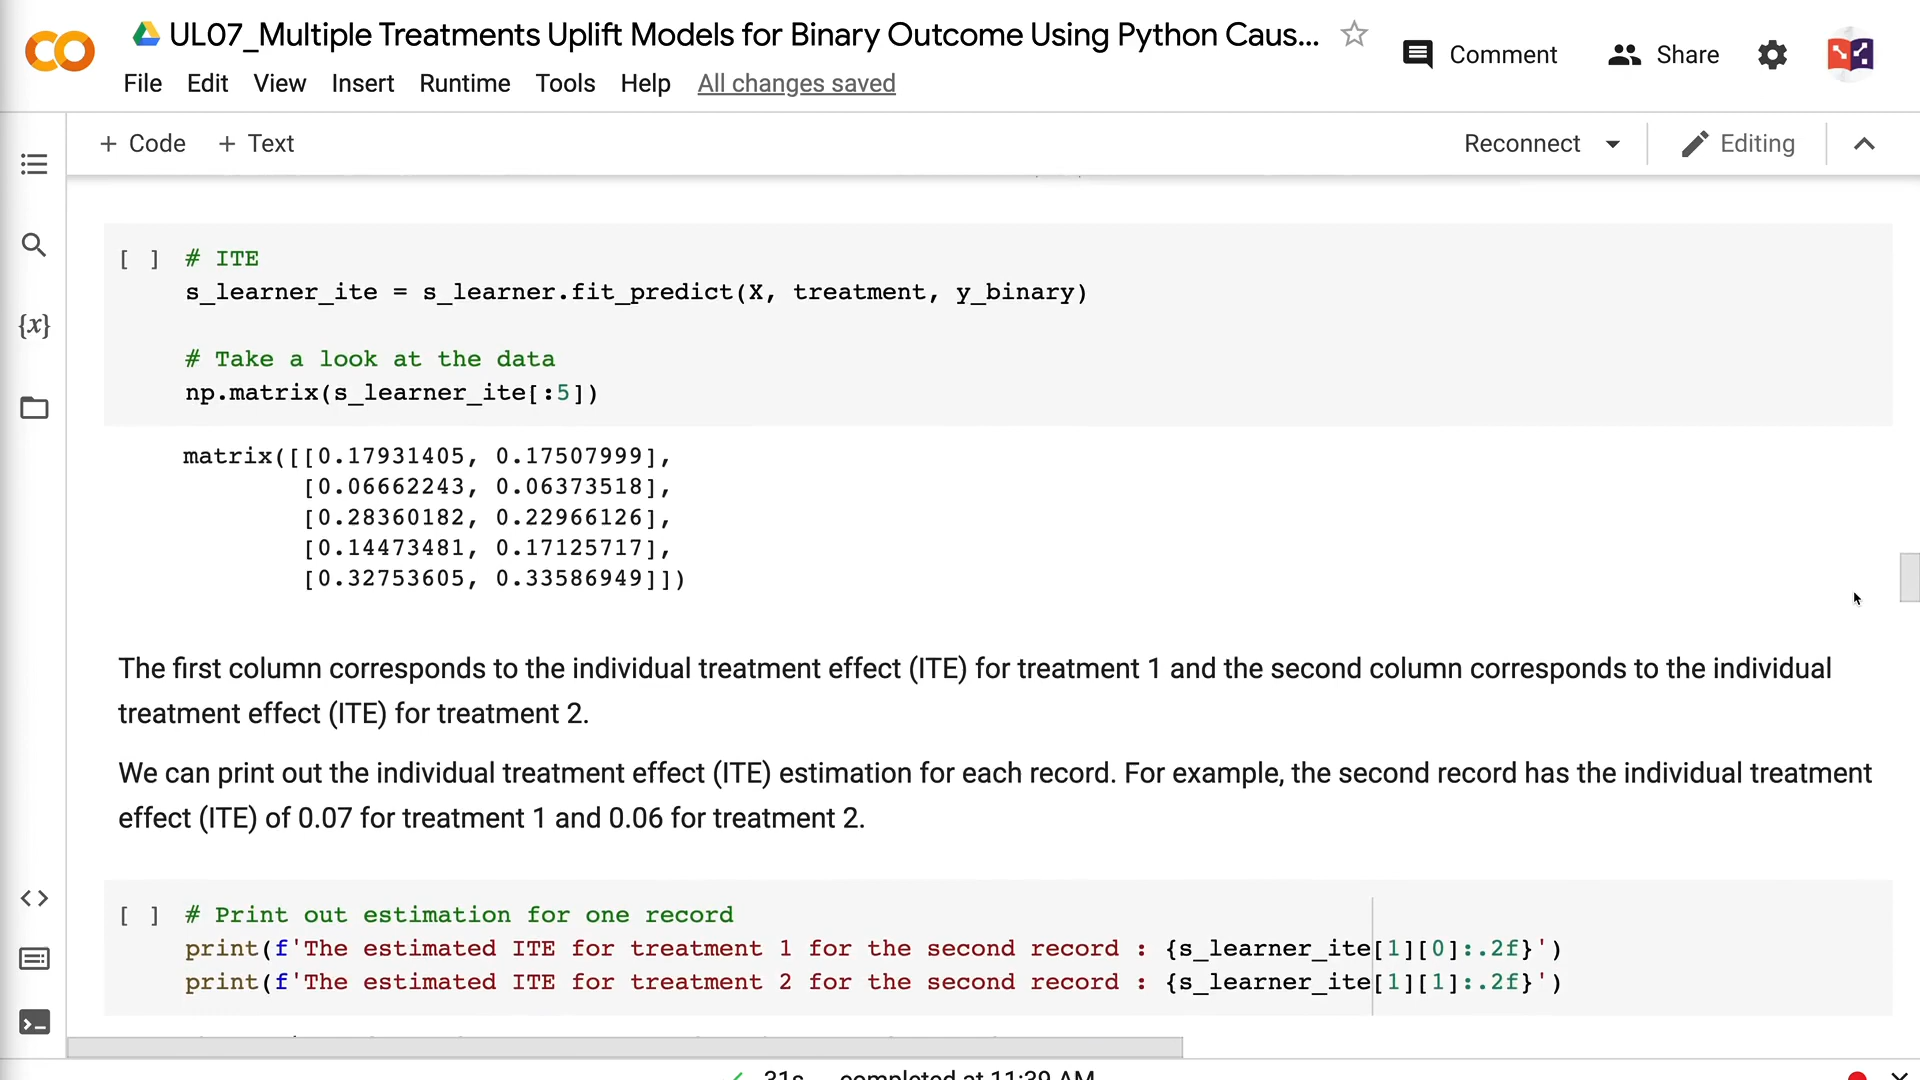 UL07_Multiple Treatments Uplift Models for Binary Outcome Using Python Caus...
Comment
Share
File Edit View Insert Runtime Tools Help All changes saved
+ Code + Text
Reconnect
Editing
[ ] # ITE
s_learner_ite = s_learner.fit_predict(X, treatment, y_binary)
{x}
# Take a look at the data
np.matrix(s_learner_ite[:5])
matrix([[0.17931405, 0.17507999],
[0.06662243, 0.06373518],
[0.28360182, 0.22966126],
[0.14473481, 0.17125717],
[0.32753605, 0.33586949]])
The first column corresponds to the individual treatment effect (ITE) for treatment 1 and the second column corresponds to the individual
treatment effect (ITE) for treatment 2.
We can print out the individual treatment effect (ITE) estimation for each record. For example, the second record has the individual treatment
effect (ITE) of 0.07 for treatment 1 and 0.06 for treatment 2.
[ ] # Print out estimation for one record
print(f'The estimated ITE for treatment 1 for the second record : {s_learner_ite[1][0]:.2f}')
print(f'The estimated ITE for treatment 2 for the second record : {s_learner_ite[1][1]:.2f}')
31s completed at 11:39 AM